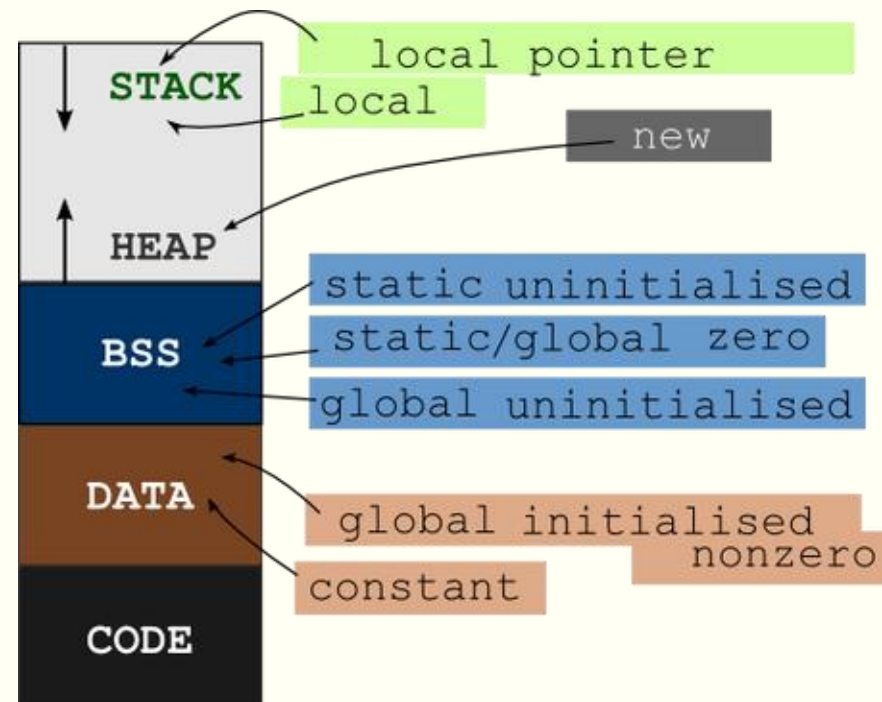 local pointer
STACK
local
new
HEAP
static uninitialised
static/global zero
BSS
global uninitialised
DATA
global initialised
nonzero
constant
CODE